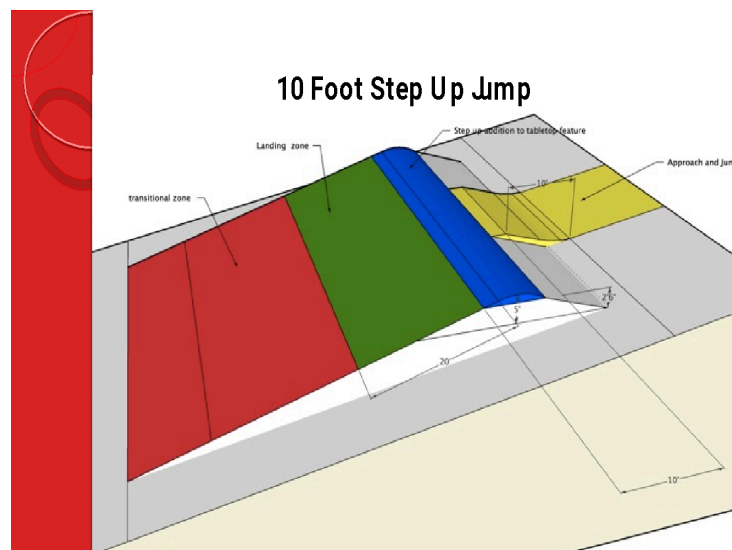 10 Foot Step Up Jump
Step up addition to tabletop feature
Landing zone
Approach and Jun
10'
transitional zone
2'6"
5'
20'
10'